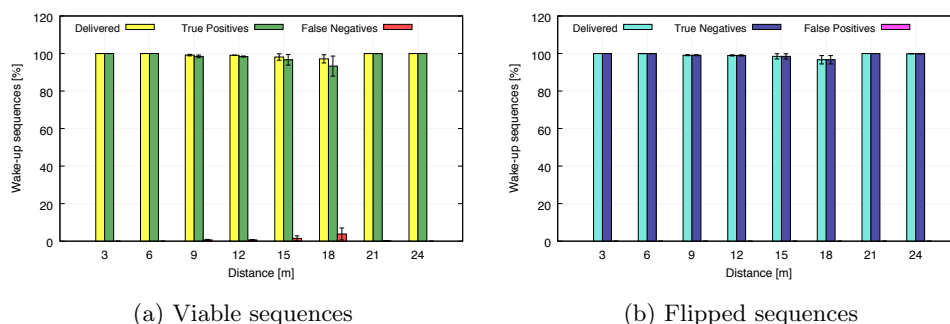 Delivered True Positives False Negatives
120
100
80
60
40
20
0
Wake-up sequences [%]
3 6 9 12 15 18 21 24
Distance [m]
(a) Viable sequences
Delivered True Negatives False Positives
120
100
80
60
40
20
0
Wake-up sequences [%]
3 6 9 12 15 18 21 24
Distance [m]
(b) Flipped sequences